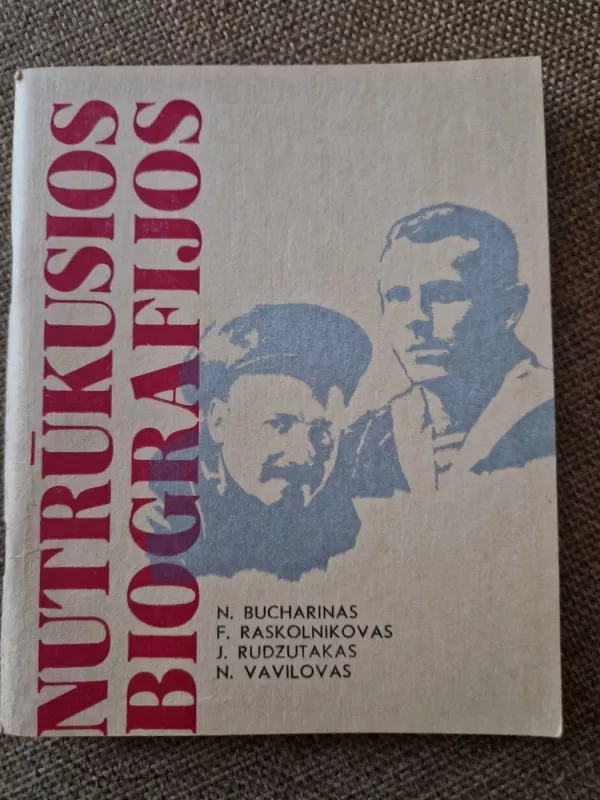 NUTRŪKUSIOS
BIOGRAFIJOS
N. BUCHARINAS
F. RASKOLNIKOVAS
J. RUDZUTAKAS
N. VAVILOVAS